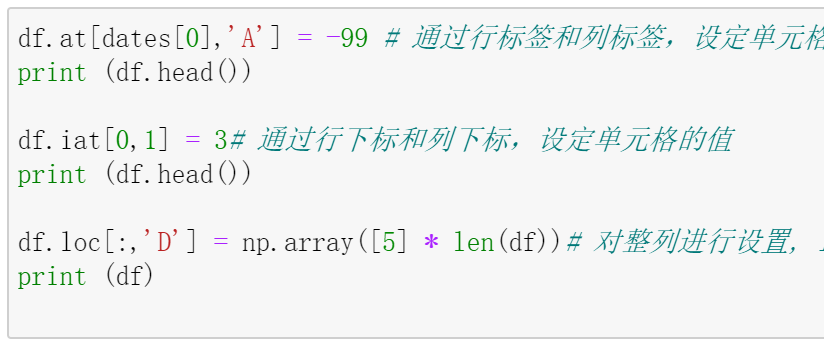 df.at[dates[0],'A'] = -99 # 通过行标签和列标签，设定单元格
print (df.head())
df.iat[0,1] = 3# 通过行下标和列下标，设定单元格的值
print (df.head())
df.loc[:,'D'] = np.array([5] * len(df))# 对整列进行设置,
print (df)